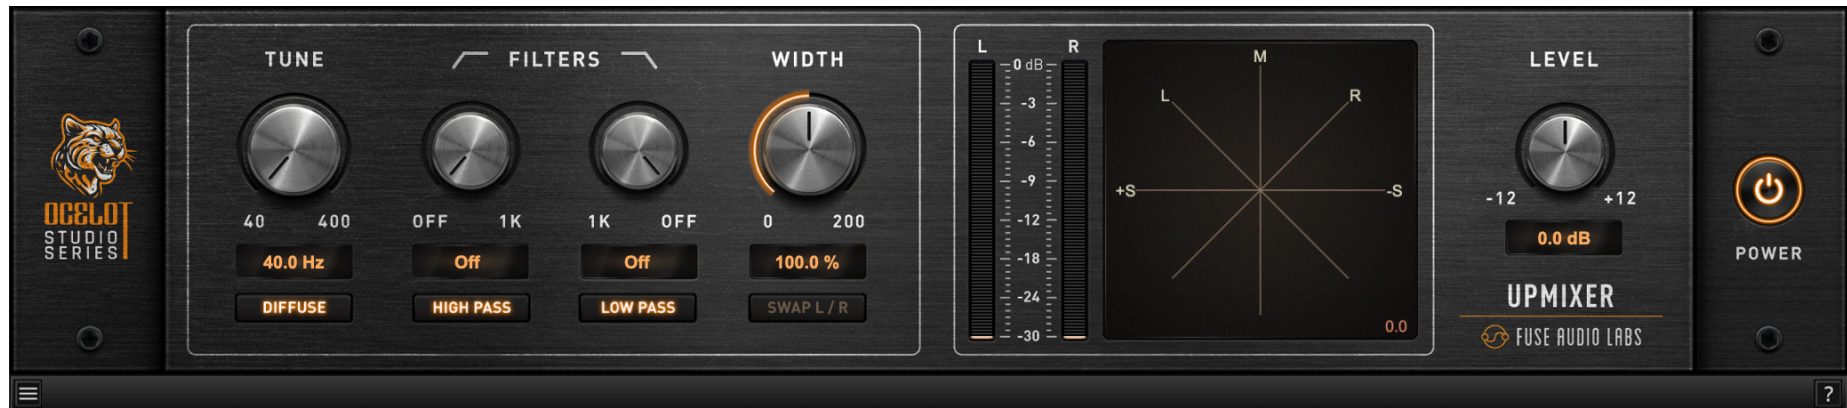 TUNE
FILTERS
WIDTH
40 400
OFF 1K
1K OFF
0 200
40.0 Hz
Off
Off
100.0 %
DIFFUSE
HIGH PASS
LOW PASS
SWAP L / R
OCELOT
STUDIO
SERIES
L R
0 dB
-3
-6
-9
-12
-18
-24
-30
M
L R
+S -S
0.0
LEVEL
-12 +12
0.0 dB
UPMIXER
FUSE AUDIO LABS
POWER
?